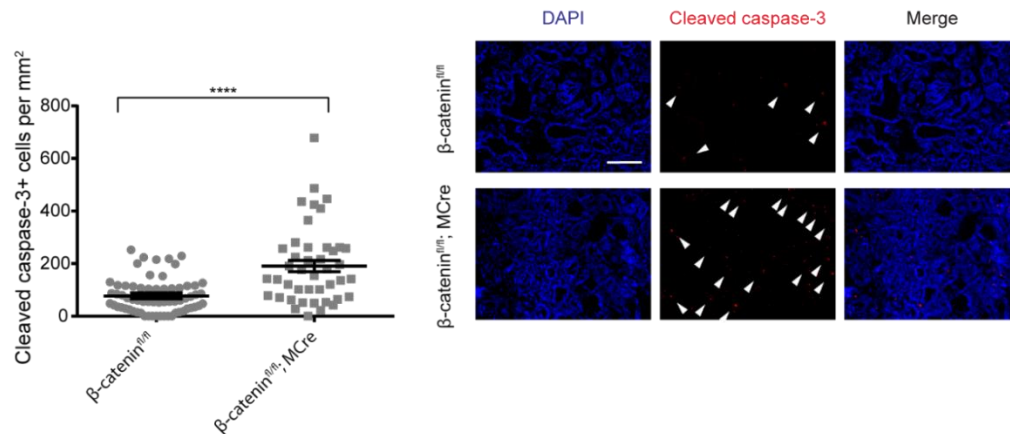 Cleaved caspase-3+ cells per mm²
800
600
400
200
0
****
β-catenin^fl/fl
β-catenin^fl/fl; MCre
DAPI
Cleaved caspase-3
Merge
β-catenin^fl/fl
β-catenin^fl/fl; MCre